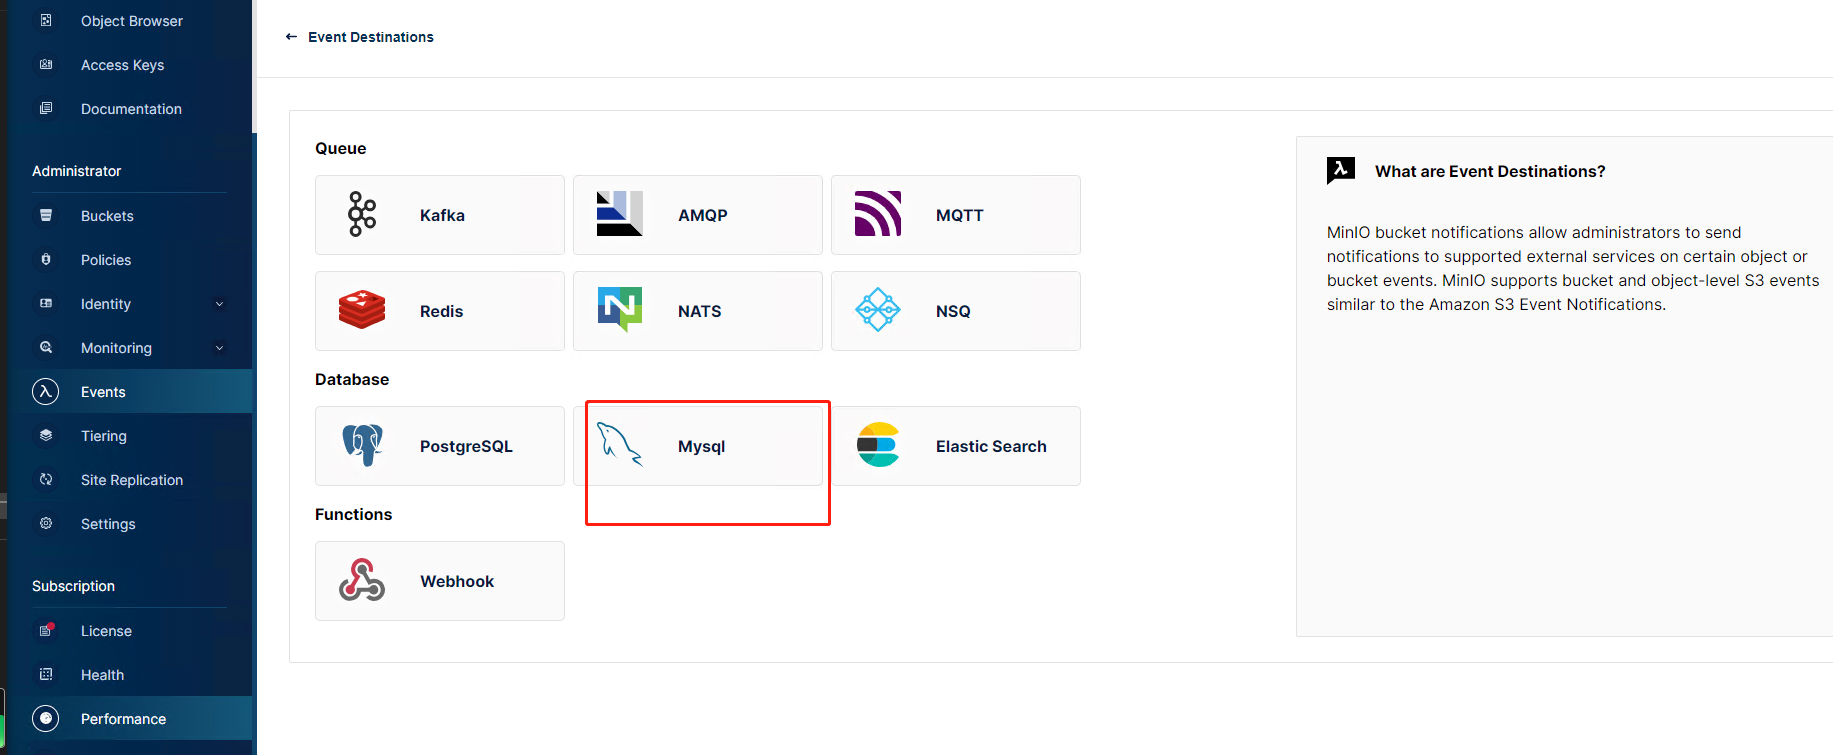 Object Browser
Access Keys
Documentation
Administrator
Buckets
Policies
Identity
Monitoring
Events
Tiering
Site Replication
Settings
Subscription
License
Health
Performance
← Event Destinations
Queue
Kafka
AMQP
MQTT
Redis
NATS
NSQ
Database
PostgreSQL
Mysql
Elastic Search
Functions
Webhook
What are Event Destinations?
MinIO bucket notifications allow administrators to send
notifications to supported external services on certain object or
bucket events. MinIO supports bucket and object-level S3 events
similar to the Amazon S3 Event Notifications.